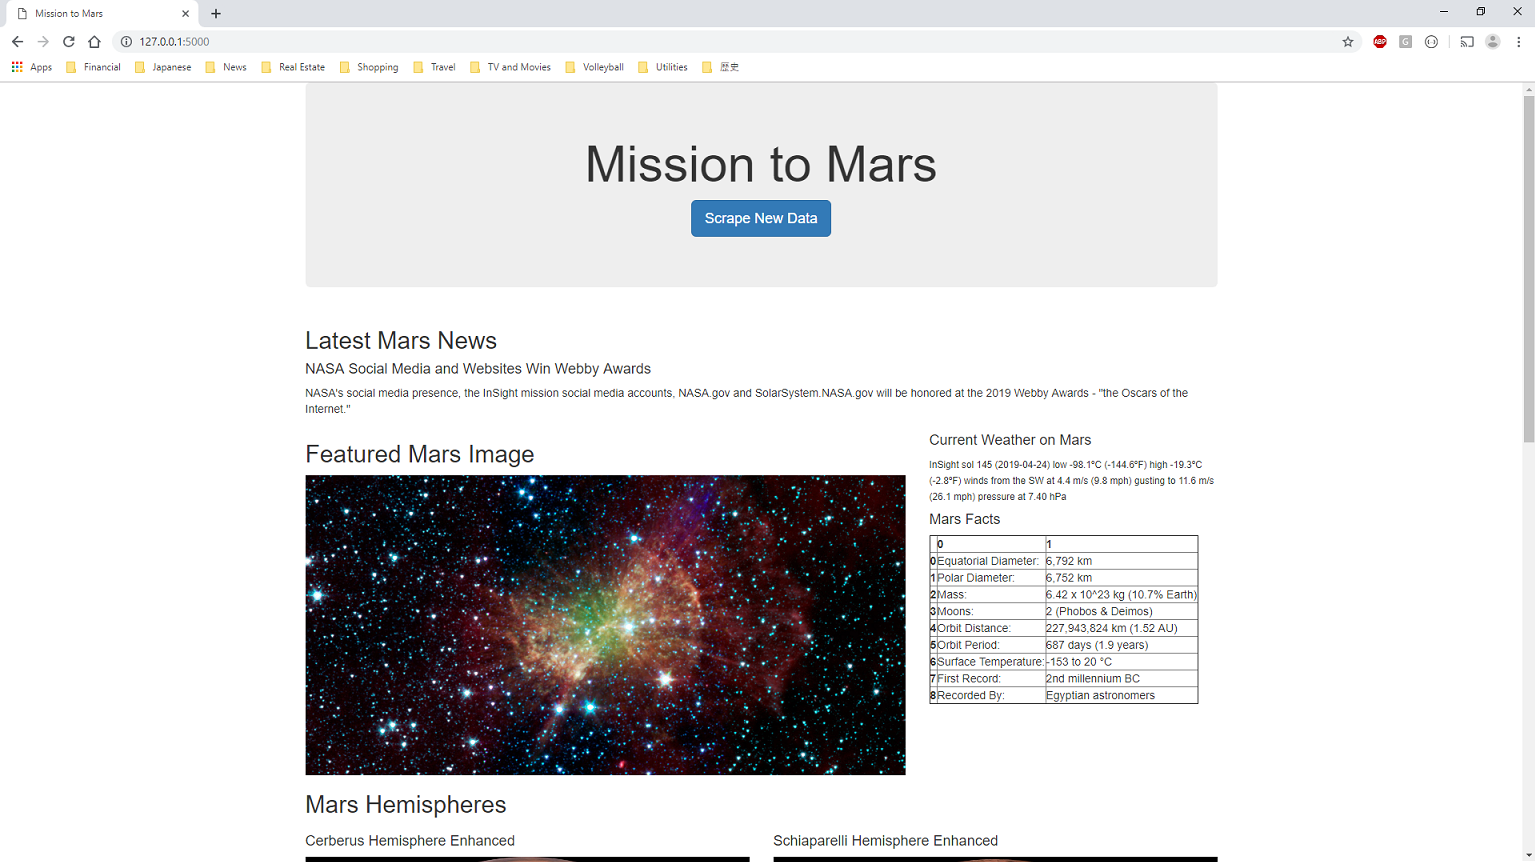 Mission to Mars
127.0.0.1:5000
Apps Financial Japanese News Real Estate Shopping Travel TV and Movies Volleyball Utilities 歴史
Mission to Mars
Scrape New Data
Latest Mars News
NASA Social Media and Websites Win Webby Awards
NASA's social media presence, the InSight mission social media accounts, NASA.gov and SolarSystem.NASA.gov will be honored at the 2019 Webby Awards - "the Oscars of the
Internet."
Featured Mars Image
Current Weather on Mars
InSight sol 145 (2019-04-24) low -98.1ºC (-144.6ºF) high -19.3ºC
(-2.8ºF) winds from the SW at 4.4 m/s (9.8 mph) gusting to 11.6 m/s
(26.1 mph) pressure at 7.40 hPa
Mars Facts
0 1
0 Equatorial Diameter: 6,792 km
1 Polar Diameter: 6,752 km
2 Mass: 6.42 x 10^23 kg (10.7% Earth)
3 Moons: 2 (Phobos & Deimos)
4 Orbit Distance: 227,943,824 km (1.52 AU)
5 Orbit Period: 687 days (1.9 years)
6 Surface Temperature: -153 to 20 °C
7 First Record: 2nd millennium BC
8 Recorded By: Egyptian astronomers
Mars Hemispheres
Cerberus Hemisphere Enhanced
Schiaparelli Hemisphere Enhanced